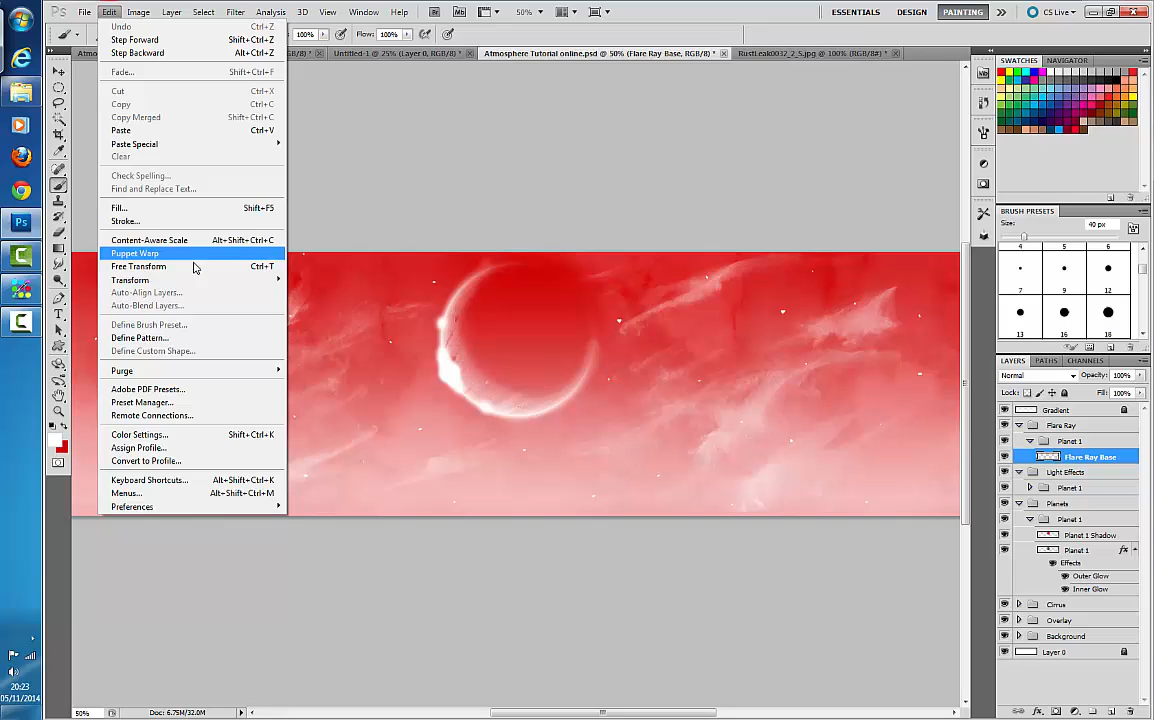 Ps File Edit Image Layer Select Filter Analysis 3D View Window Help Br Mb 50% ESSENTIALS DESIGN PAINTING CS Live
100% Flow: 100%
Untitled-1 @ 25% (Layer 0, RGB/8) * Atmosphere Tutorial online.psd @ 50% (Flare Ray Base, RGB/8) * RustLeak0032_2_S.jpg @ 100% (RGB/8#) *
Undo Ctrl+Z
Step Forward Shift+Ctrl+Z
Step Backward Alt+Ctrl+Z
Fade... Shift+Ctrl+F
Cut Ctrl+X
Copy Ctrl+C
Copy Merged Shift+Ctrl+C
Paste Ctrl+V
Paste Special
Clear
Check Spelling...
Find and Replace Text...
Fill... Shift+F5
Stroke...
Content-Aware Scale Alt+Shift+Ctrl+C
Puppet Warp
Free Transform Ctrl+T
Transform
Auto-Align Layers...
Auto-Blend Layers...
Define Brush Preset...
Define Pattern...
Define Custom Shape...
Purge
Adobe PDF Presets...
Preset Manager...
Remote Connections...
Color Settings... Shift+Ctrl+K
Assign Profile...
Convert to Profile...
Keyboard Shortcuts... Alt+Shift+Ctrl+K
Menus... Alt+Shift+Ctrl+M
Preferences
SWATCHES NAVIGATOR
BRUSH PRESETS
40 px
4 5 6
7 9 12
13 16 18
LAYERS PATHS CHANNELS
Normal Opacity: 100%
Lock: Fill: 100%
Gradient
Flare Ray
Planet 1
Flare Ray Base
Light Effects
Planet 1
Planets
Planet 1
Planet 1 Shadow
Planet 1 fx
Effects
Outer Glow
Inner Glow
Cirrus
Overlay
Background
Layer 0
20:23
05/11/2014
50% Doc: 6.75M/32.0M